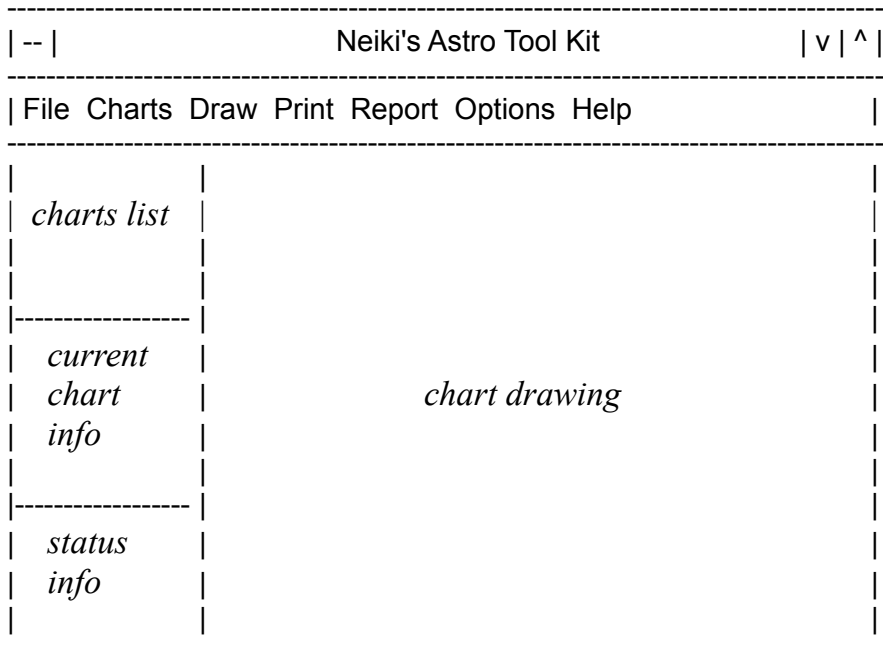 | -- | Neiki's Astro Tool Kit | v | ^ |
| File Charts Draw Print Report Options Help |
charts list
current
chart
info
chart drawing
status
info